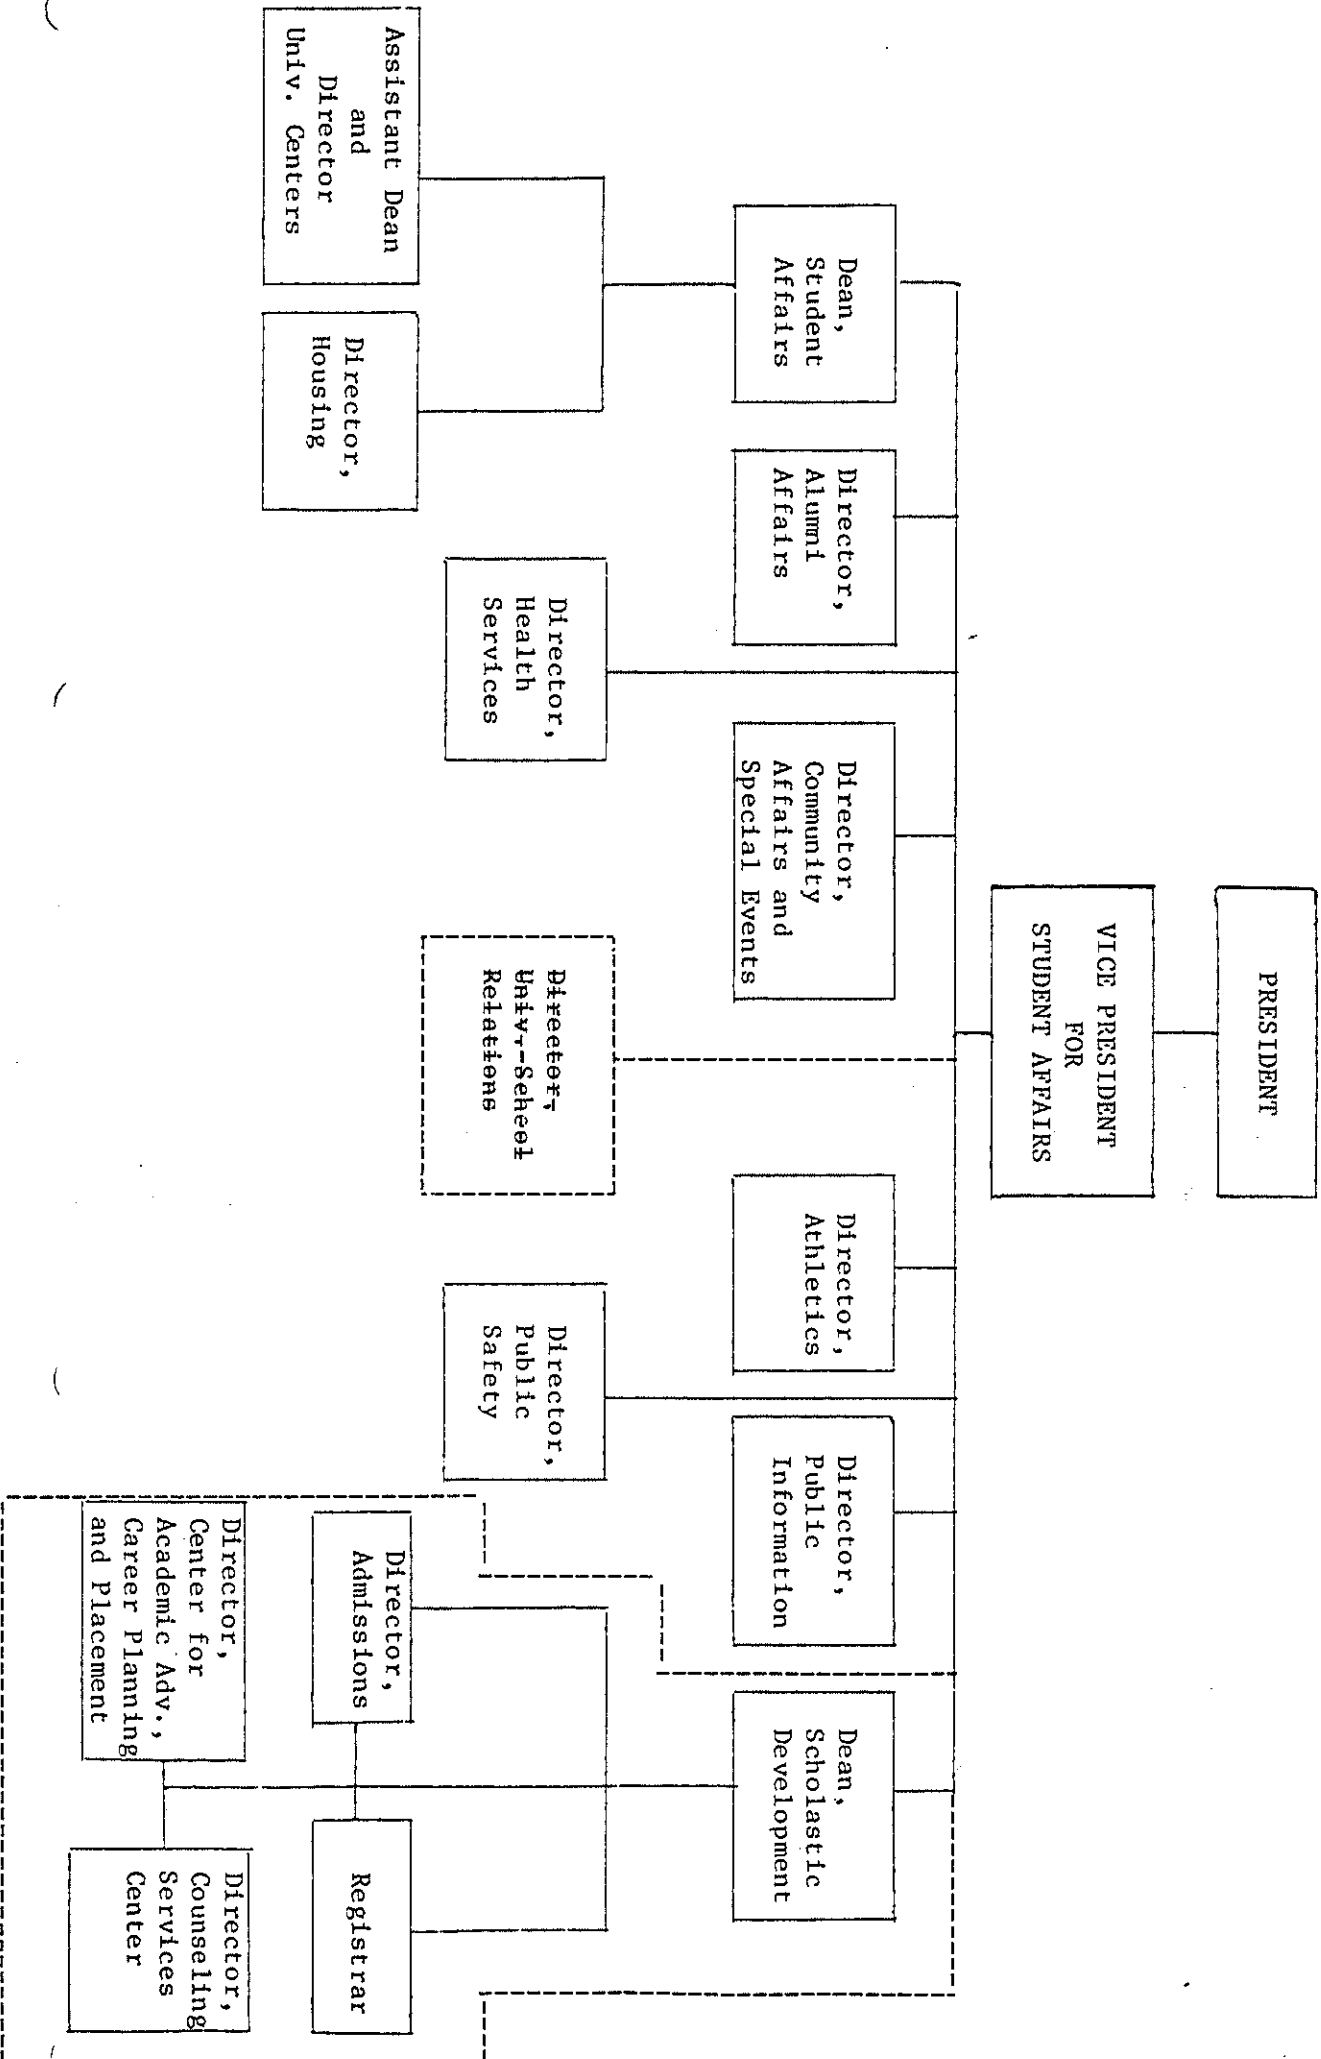 PRESIDENT
VICE PRESIDENT
FOR
STUDENT AFFAIRS
Dean,
Student
Affairs
Director,
Alumni
Affairs
Director,
Community
Affairs and
Special Events
Director,
Athletics
Director,
Public
Information
Dean,
Scholastic
Development
Director,
Health
Services
Director,
Univ.-School
Relations
Director,
Public
Safety
Assistant Dean
and
Director
Univ. Centers
Director,
Housing
Director,
Admissions
Registrar
Director,
Center for
Academic Adv.,
Career Planning
and Placement
Director,
Counseling
Services
Center